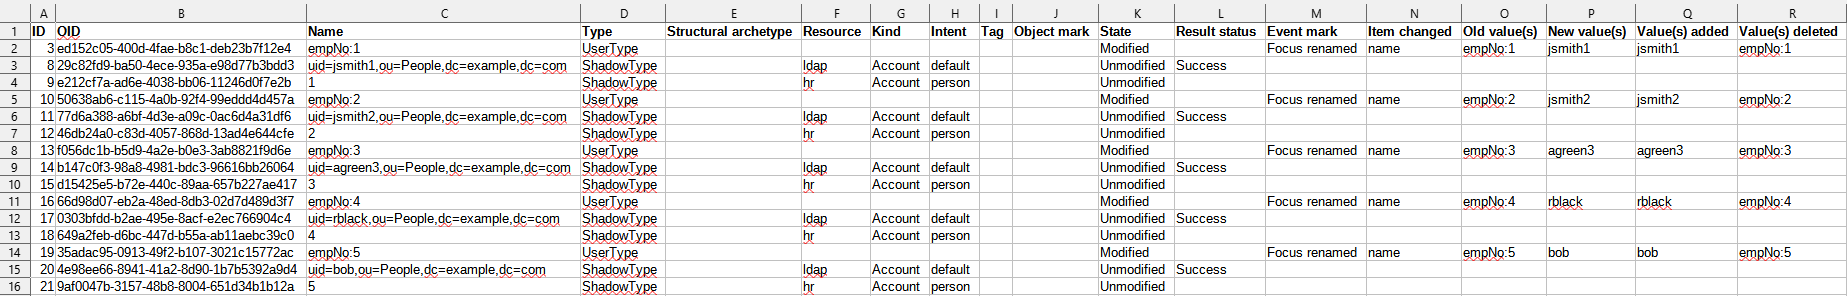 A B C D E F G H I J K L M N O P Q R
1 ID OID Name Type Structural archetype Resource Kind Intent Tag Object mark State Result status Event mark Item changed Old value(s) New value(s) Value(s) added Value(s) deleted
2 3 ed152c05-400d-4fae-b8c1-deb23b7f12e4 empNo:1 UserType Modified Focus renamed name empNo:1 jsmith1 jsmith1 empNo:1
3 8 29c82fd9-ba50-4ece-935a-e98d77b3bdd3 uid=jsmith1,ou=People,dc=example,dc=com ShadowType ldap Account default Unmodified Success
4 9 e212cf7a-ad6e-4038-bb06-11246d0f7e2b 1 ShadowType hr Account person Unmodified
5 10 50638ab6-c115-4a0b-92f4-99eddd4d457a empNo:2 UserType Modified Focus renamed name empNo:2 jsmith2 jsmith2 empNo:2
6 11 77d6a388-a6bf-4d3e-a09c-0ac6d4a31df6 uid=jsmith2,ou=People,dc=example,dc=com ShadowType ldap Account default Unmodified Success
7 12 46db24a0-c83d-4057-868d-13ad4e644cfe 2 ShadowType hr Account person Unmodified
8 13 f056dc1b-b5d9-4a2e-b0e3-3ab8821f9d6e empNo:3 UserType Modified Focus renamed name empNo:3 agreen3 agreen3 empNo:3
9 14 b147c0f3-98a8-4981-bdc3-96616bb26064 uid=agreen3,ou=People,dc=example,dc=com ShadowType ldap Account default Unmodified Success
10 15 d15425e5-b72e-440c-89aa-657b227ae417 3 ShadowType hr Account person Unmodified
11 16 66d98d07-eb2a-48ed-8db3-02d7d489d3f7 empNo:4 UserType Modified Focus renamed name empNo:4 rblack rblack empNo:4
12 17 0303bfdd-b2ae-495e-8acf-e2ec766904c4 uid=rblack,ou=People,dc=example,dc=com ShadowType ldap Account default Unmodified Success
13 18 649a2feb-d6bc-447d-b55a-ab11aebc39c0 4 ShadowType hr Account person Unmodified
14 19 35adac95-0913-49f2-b107-3021c15772ac empNo:5 UserType Modified Focus renamed name empNo:5 bob bob empNo:5
15 20 4e98ee66-8941-41a2-8d90-1b7b5392a9d4 uid=bob,ou=People,dc=example,dc=com ShadowType ldap Account default Unmodified Success
16 21 9af0047b-3157-48b8-8004-651d34b1b12a 5 ShadowType hr Account person Unmodified